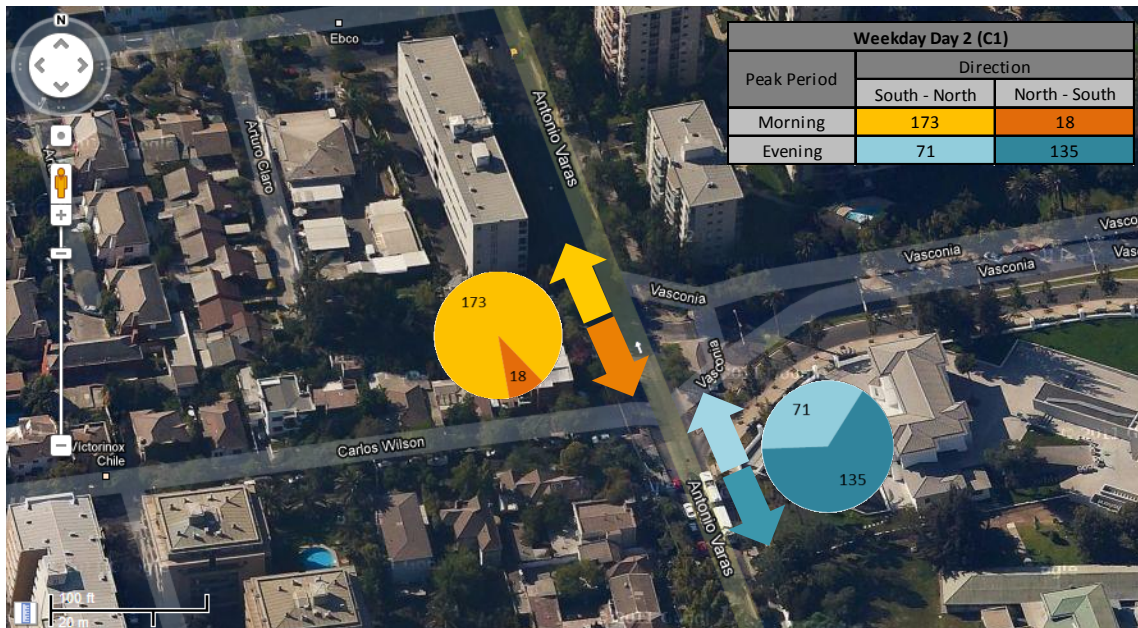 N
Ebco
Weekday Day 2 (C1)
Peak Period
Direction
South - North
North - South
Morning
173
18
Evening
71
135
Antonio Varas
Arturo Claro
Vasconia
Vasconia
Vasconia
173
18
Vasconia
71
135
Carlos Wilson
Victorinox
Chile
Antonio Varas
100 ft
20 m